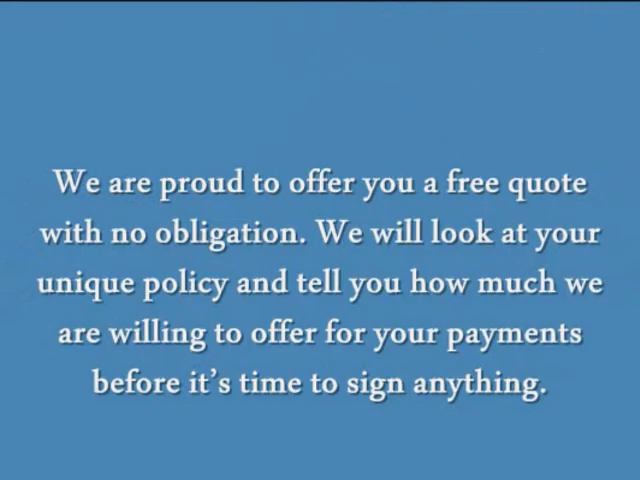 We are proud to offer you a free quote
with no obligation. We will look at your
unique policy and tell you how much we
are willing to offer for your payments
before it’s time to sign anything.